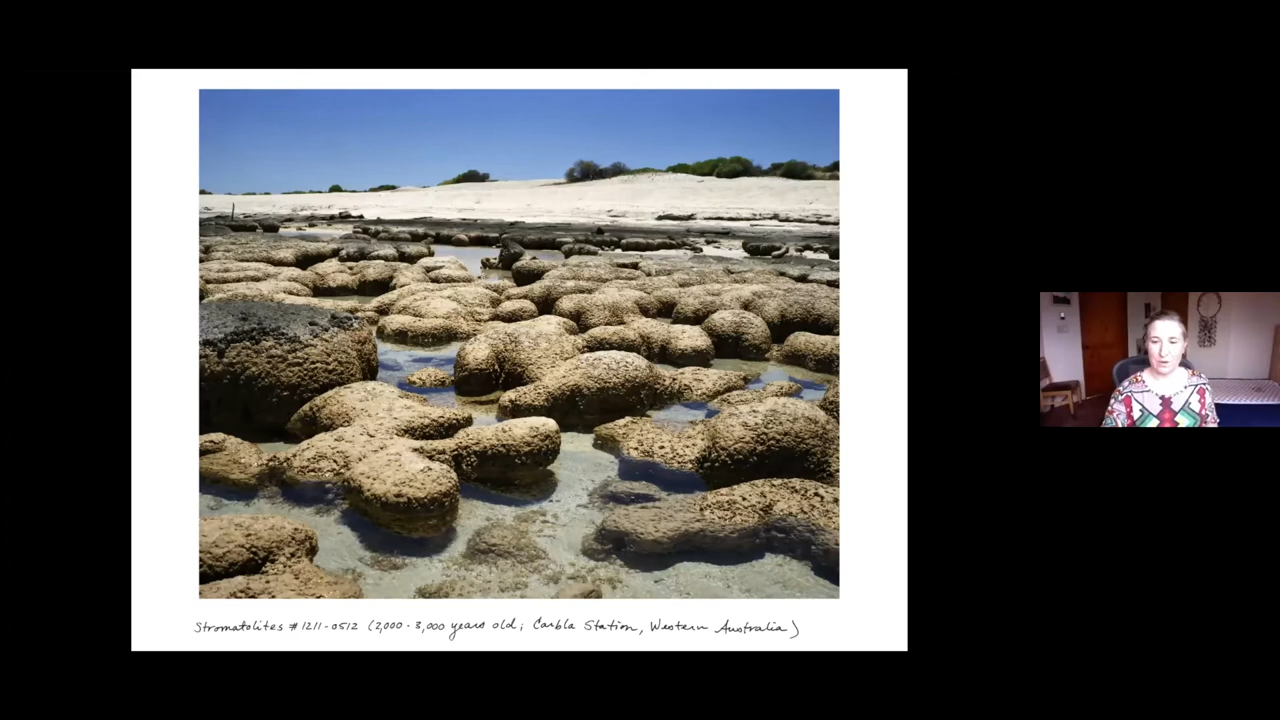 Stromatolites #1211-0512 (2,000 - 3,000 years old; Carbla Station, Western Australia)